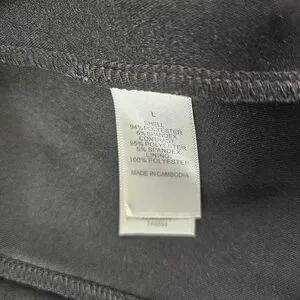 L
SHELL
94% POLYESTER
6% SPANDEX
CONTRAST:
95% POLYESTER
5% SPANDEX
LINING:
100% POLYESTER
MADE IN CAMBODIA